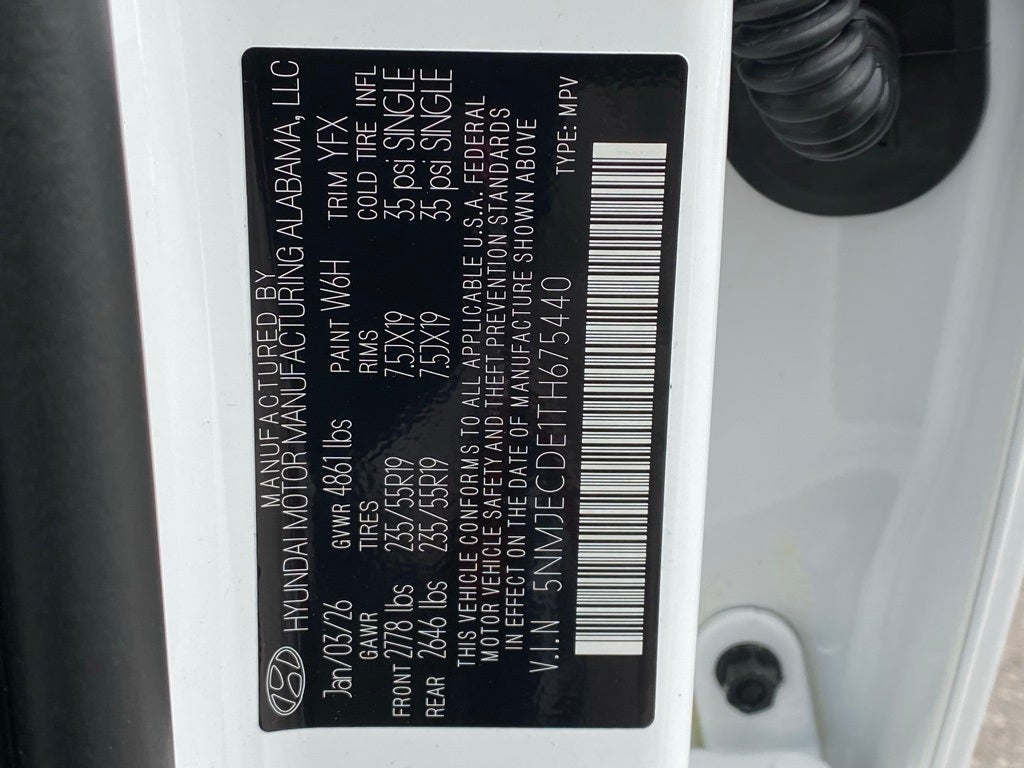 MANUFACTURED BY
HYUNDAI MOTOR MANUFACTURING ALABAMA, LLC
Jan/03/26 GVWR 4861 lbs PAINT W6H TRIM YFX
GAWR TIRES RIMS COLD TIRE INFL
FRONT 2778 lbs 235/55R19 7.5JX19 35 psi SINGLE
REAR 2646 lbs 235/55R19 7.5JX19 35 psi SINGLE
THIS VEHICLE CONFORMS TO ALL APPLICABLE U.S.A. FEDERAL
MOTOR VEHICLE SAFETY AND THEFT PREVENTION STANDARDS
IN EFFECT ON THE DATE OF MANUFACTURE SHOWN ABOVE
V.I.N 5NMJECDE1TH675440 TYPE: MPV